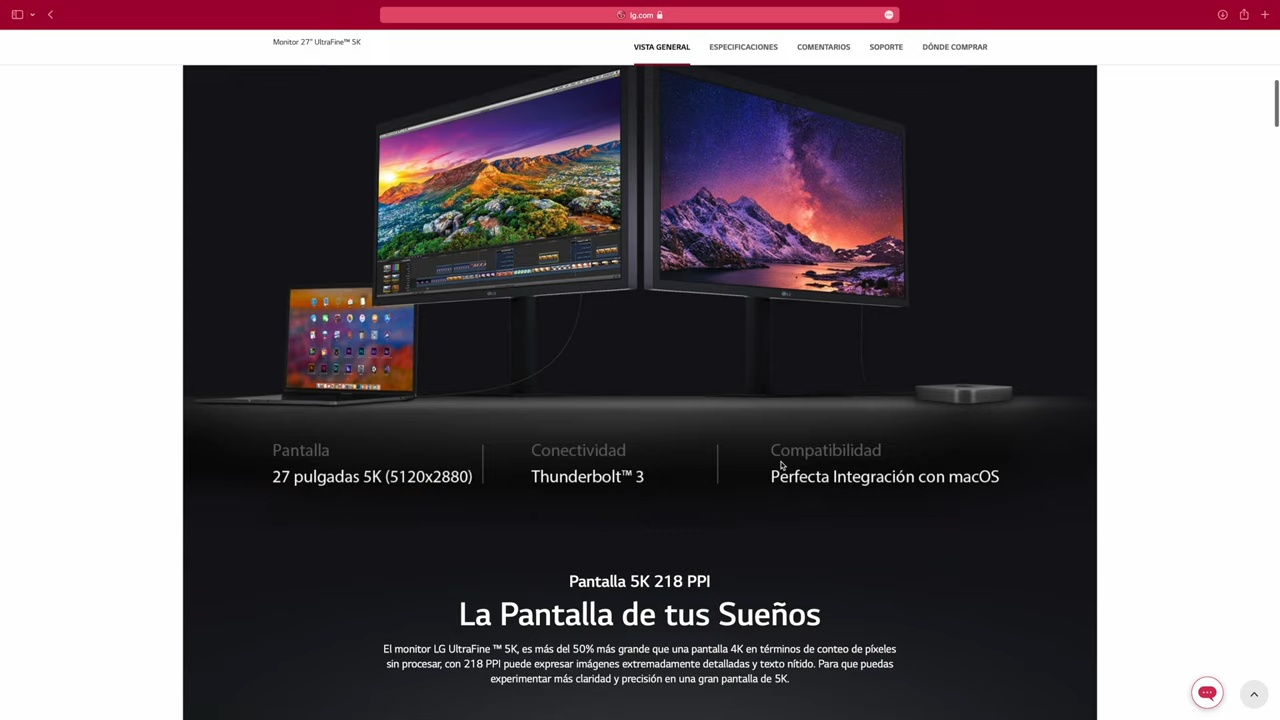 lg.com
Monitor 27" UltraFine™ 5K
VISTA GENERAL
ESPECIFICACIONES
COMENTARIOS
SOPORTE
DÓNDE COMPRAR
LG
LG
Pantalla
27 pulgadas 5K (5120x2880)
Conectividad
Thunderbolt™ 3
Compatibilidad
Perfecta Integración con macOS
Pantalla 5K 218 PPI
La Pantalla de tus Sueños
El monitor LG UltraFine ™ 5K, es más del 50% más grande que una pantalla 4K en términos de conteo de píxeles
sin procesar, con 218 PPI puede expresar imágenes extremadamente detalladas y texto nítido. Para que puedas
experimentar más claridad y precisión en una gran pantalla de 5K.